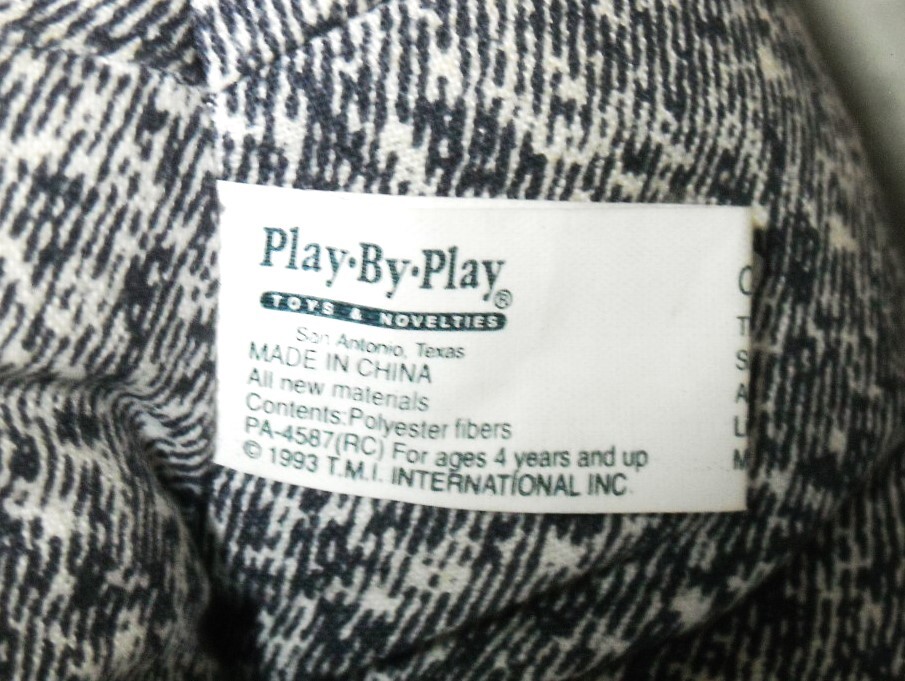 Play·By·Play®
TOYS & NOVELTIES
San Antonio, Texas
MADE IN CHINA
All new materials
Contents:Polyester fibers
PA-4587(RC) For ages 4 years and up
© 1993 T.M.I. INTERNATIONAL INC.